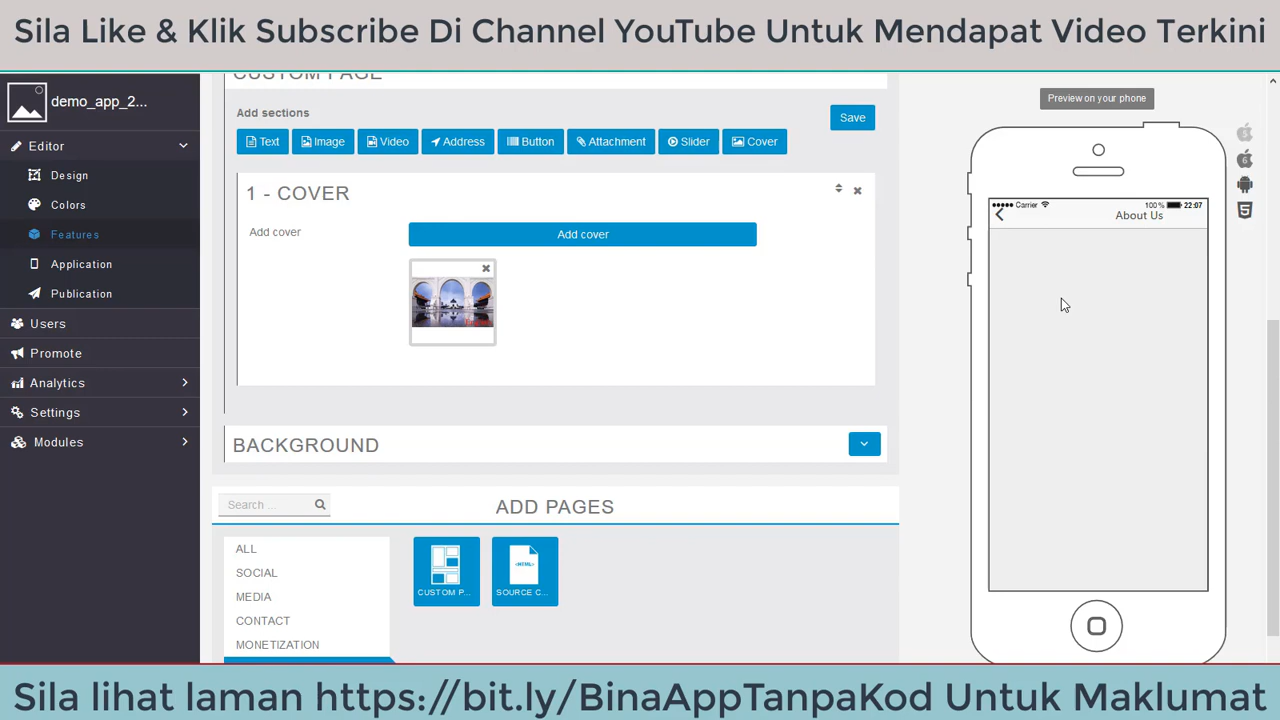 Sila Like & Klik Subscribe Di Channel YouTube Untuk Mendapat Video Terkini
demo_app_2...
Editor
Design
Colors
Features
Application
Publication
Users
Promote
Analytics
Settings
Modules
CUSTOM PAGE
Add sections
Save
Text
Image
Video
Address
Button
Attachment
Slider
Cover
1 - COVER
Add cover
Add cover
BACKGROUND
Search ...
ADD PAGES
ALL
SOCIAL
MEDIA
CONTACT
MONETIZATION
CUSTOM P...
<HTML>
SOURCE C...
Preview on your phone
Carrier 100% 22:07
About Us
Sila lihat laman https://bit.ly/BinaAppTanpaKod Untuk Maklumat